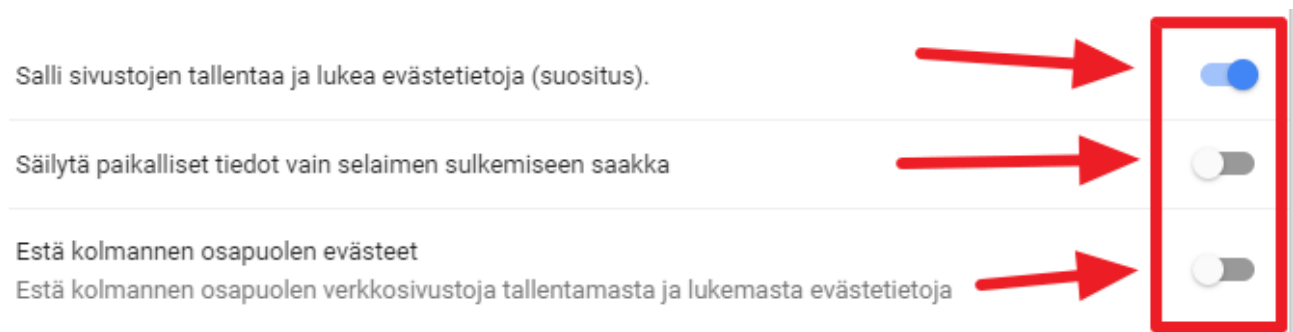 Salli sivustojen tallentaa ja lukea evästetietoja (suositus).
Säilytä paikalliset tiedot vain selaimen sulkemiseen saakka
Estä kolmannen osapuolen evästeet
Estä kolmannen osapuolen verkkosivustoja tallentamasta ja lukemasta evästetietoja